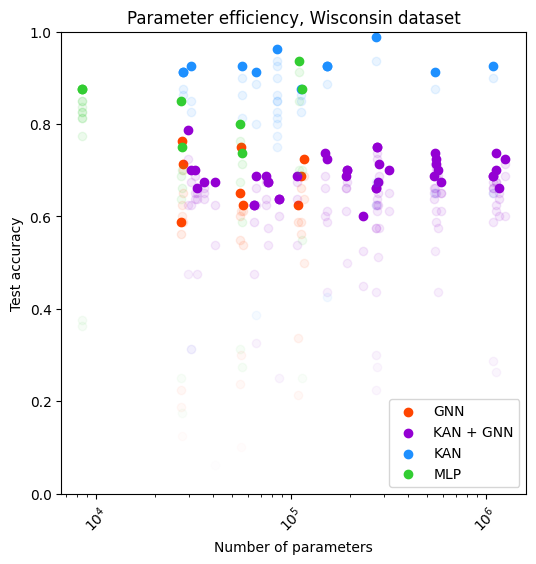 Parameter efficiency, Wisconsin dataset
1.0
0.8
0.6
0.4
0.2
0.0
Test accuracy
GNN
KAN + GNN
KAN
MLP
10⁴
10⁵
10⁶
Number of parameters